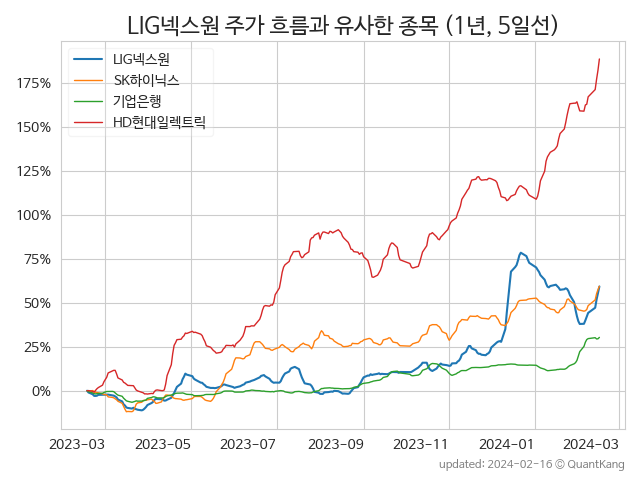 LIG넥스원 주가 흐름과 유사한 종목 (1년, 5일선)
LIG넥스원
SK하이닉스
기업은행
HD현대일렉트릭
175%
150%
125%
100%
75%
50%
25%
0%
2023-03 2023-05 2023-07 2023-09 2023-11 2024-01 2024-03
updated: 2024-02-16 © QuantKang